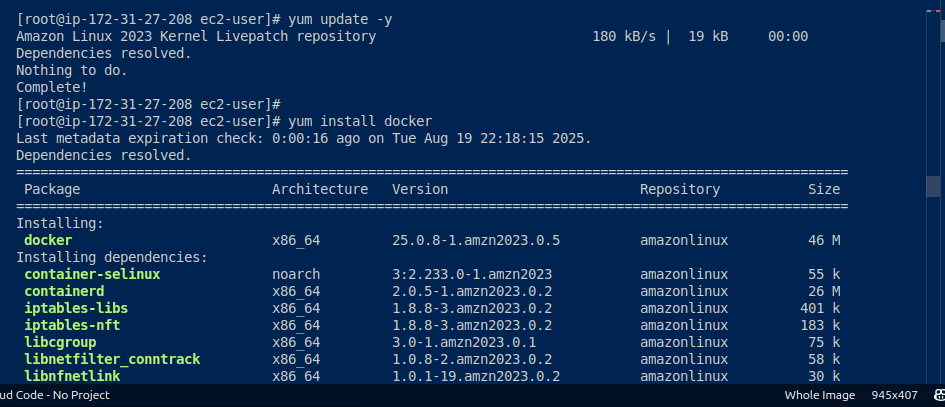 [root@ip-172-31-27-208 ec2-user]# yum update -y
Amazon Linux 2023 Kernel Livepatch repository 180 kB/s | 19 kB 00:00
Dependencies resolved.
Nothing to do.
Complete!
[root@ip-172-31-27-208 ec2-user]#
[root@ip-172-31-27-208 ec2-user]# yum install docker
Last metadata expiration check: 0:00:16 ago on Tue Aug 19 22:18:15 2025.
Dependencies resolved.
========================================================================================================
Package Architecture Version Repository Size
========================================================================================================
Installing:
docker x86_64 25.0.8-1.amzn2023.0.5 amazonlinux 46 M
Installing dependencies:
container-selinux noarch 3:2.233.0-1.amzn2023 amazonlinux 55 k
containerd x86_64 2.0.5-1.amzn2023.0.2 amazonlinux 26 M
iptables-libs x86_64 1.8.8-3.amzn2023.0.2 amazonlinux 401 k
iptables-nft x86_64 1.8.8-3.amzn2023.0.2 amazonlinux 183 k
libcgroup x86_64 3.0-1.amzn2023.0.1 amazonlinux 75 k
libnetfilter_conntrack x86_64 1.0.8-2.amzn2023.0.2 amazonlinux 58 k
libnfnetlink x86_64 1.0.1-19.amzn2023.0.2 amazonlinux 30 k
ud Code - No Project Whole Image 945x407